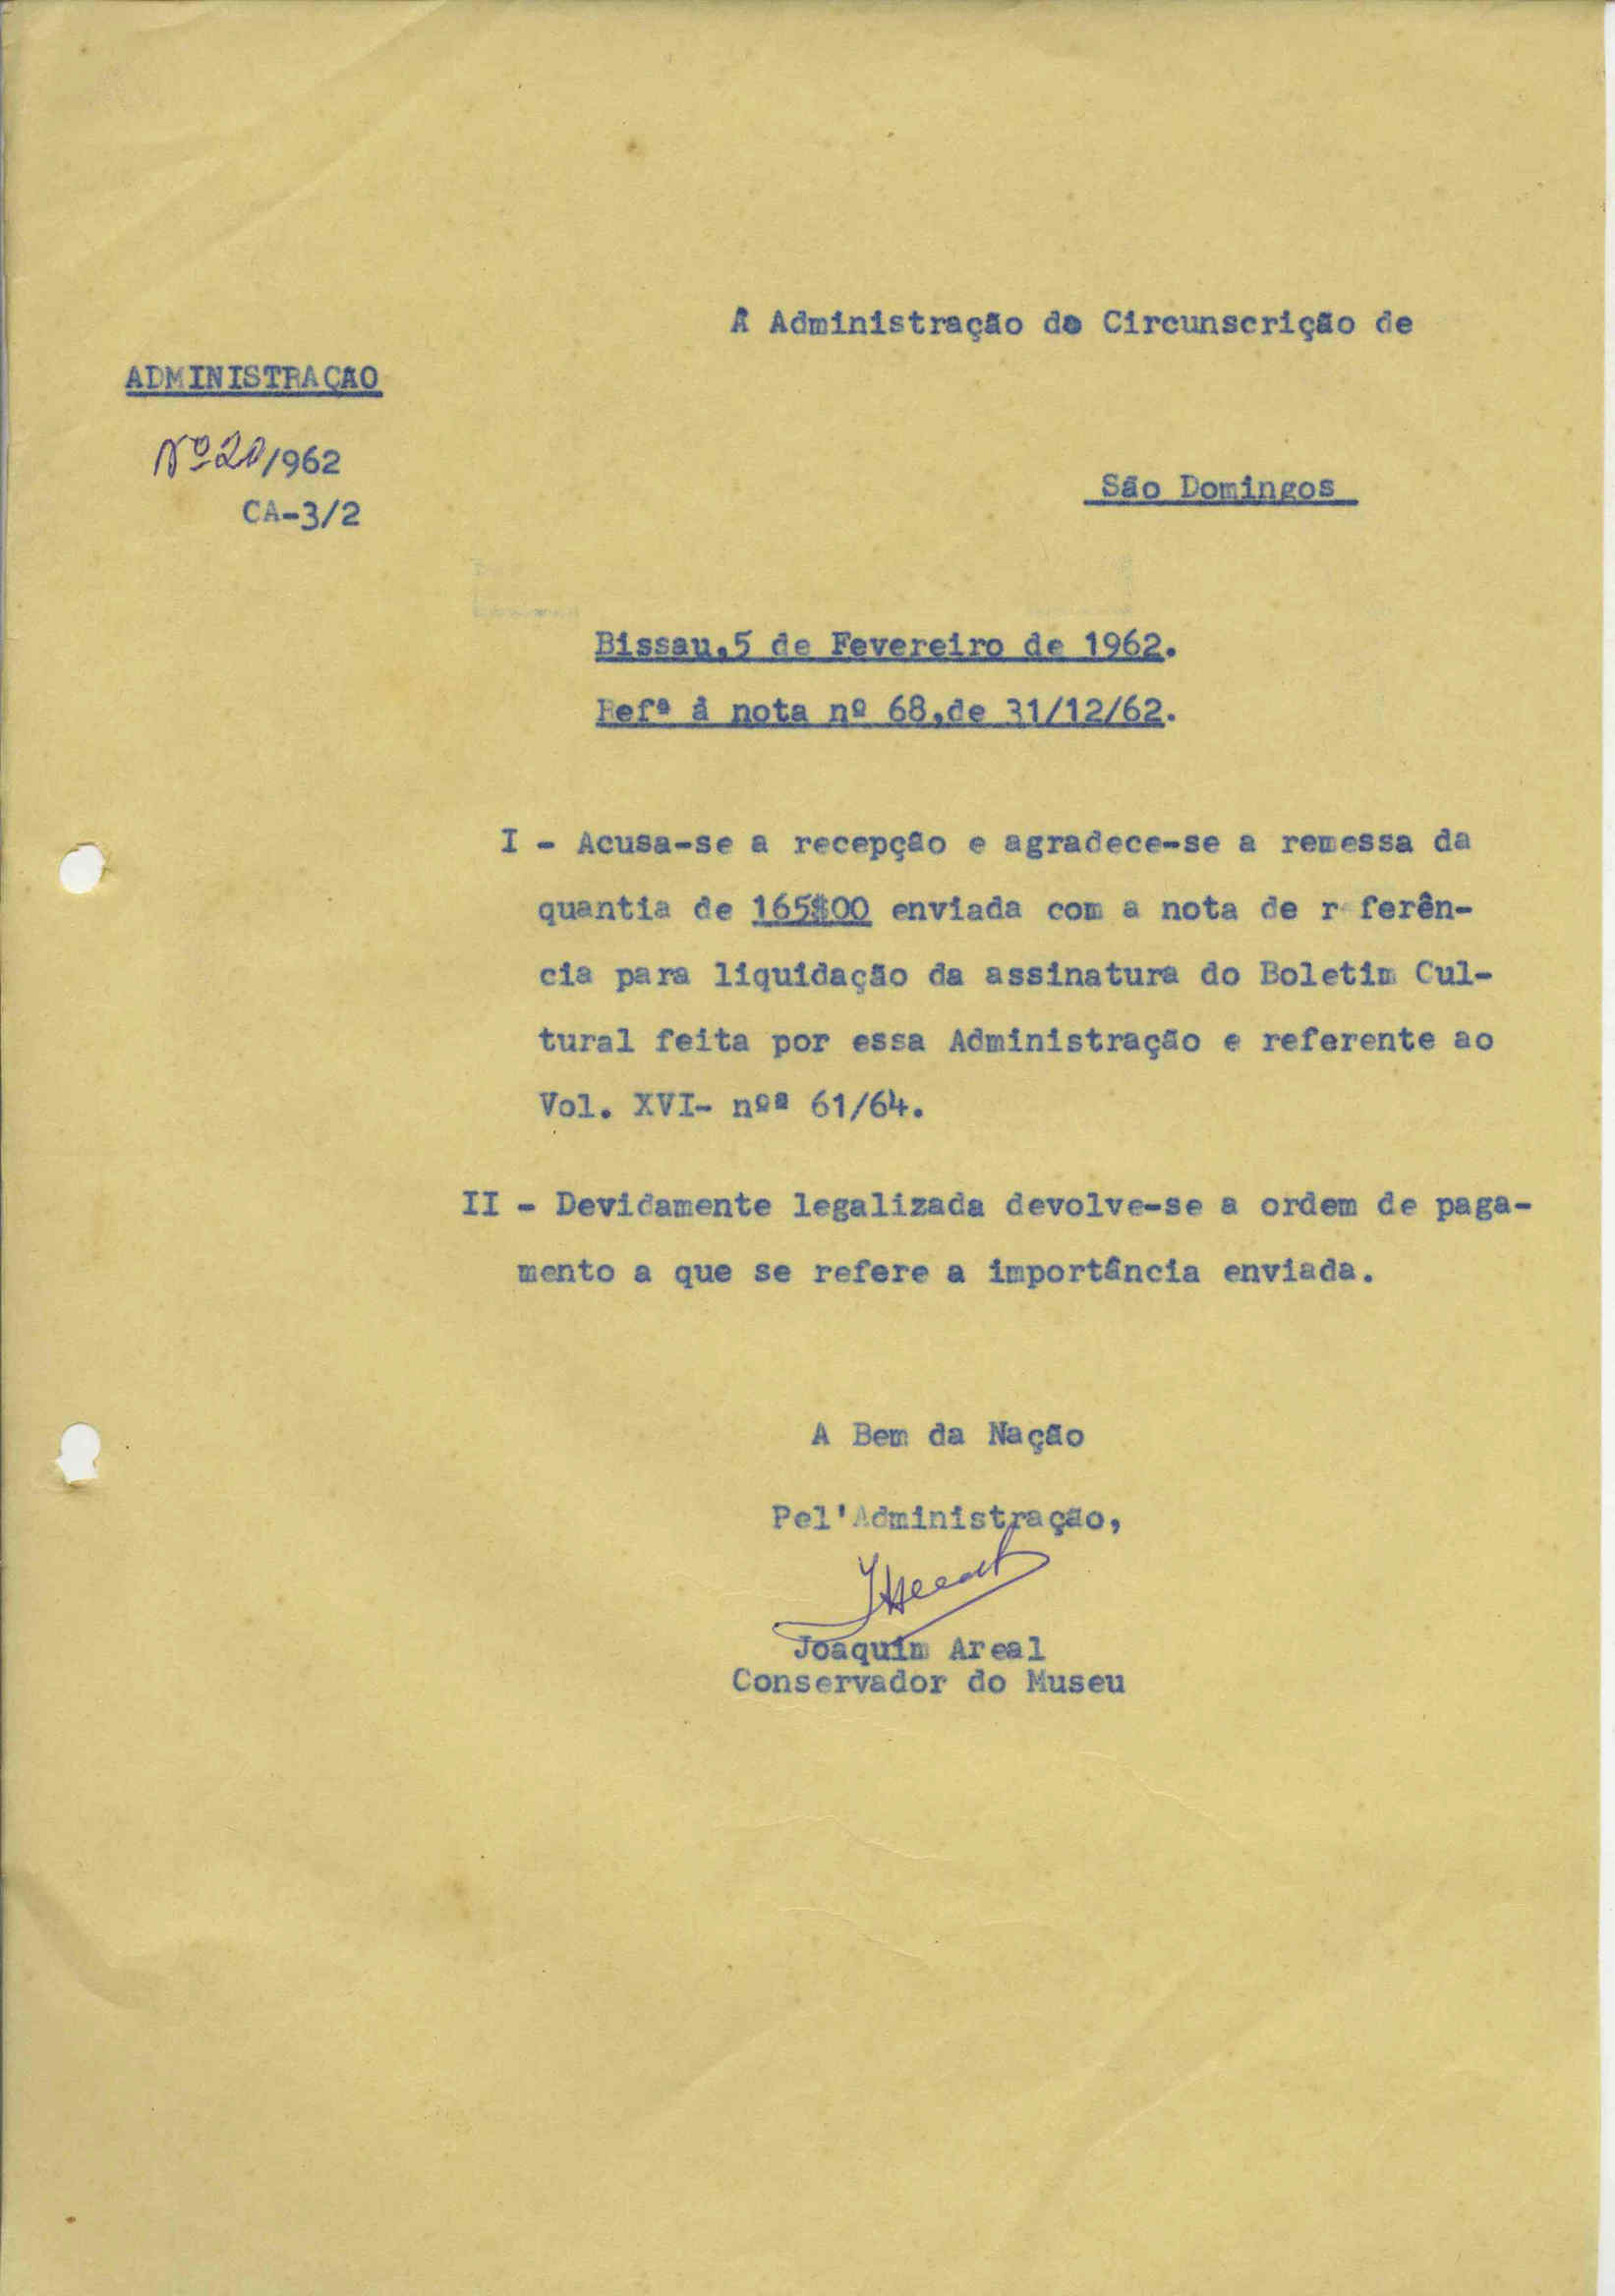 À Administração do Circunscrição de
ADMINISTRAÇÃO
Nº 20/962
CA-3/2
São Domingos
Bissau,5 de Fevereiro de 1962.
Refª à nota nº 68,de 31/12/62.
I - Acusa-se a recepção e agradece-se a remessa da
quantia de 165$00 enviada com a nota de referên-
cia para liquidação da assinatura do Boletim Cul-
tural feita por essa Administração e referente ao
Vol. XVI- nºª 61/64.
II - Devidamente legalizada devolve-se a ordem de paga-
mento a que se refere a importância enviada.
A Bem da Nação
Pel'Administração,
Joaquim Areal
Conservador do Museu